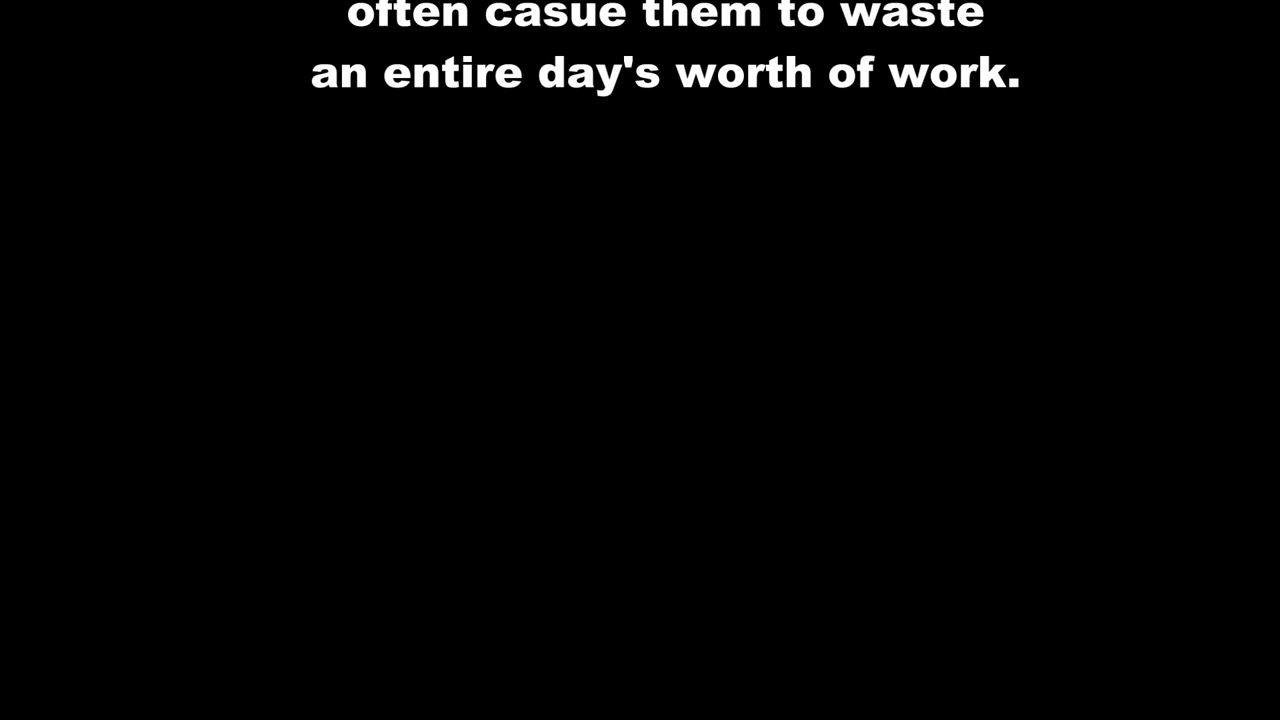 often casue them to waste
an entire day's worth of work.